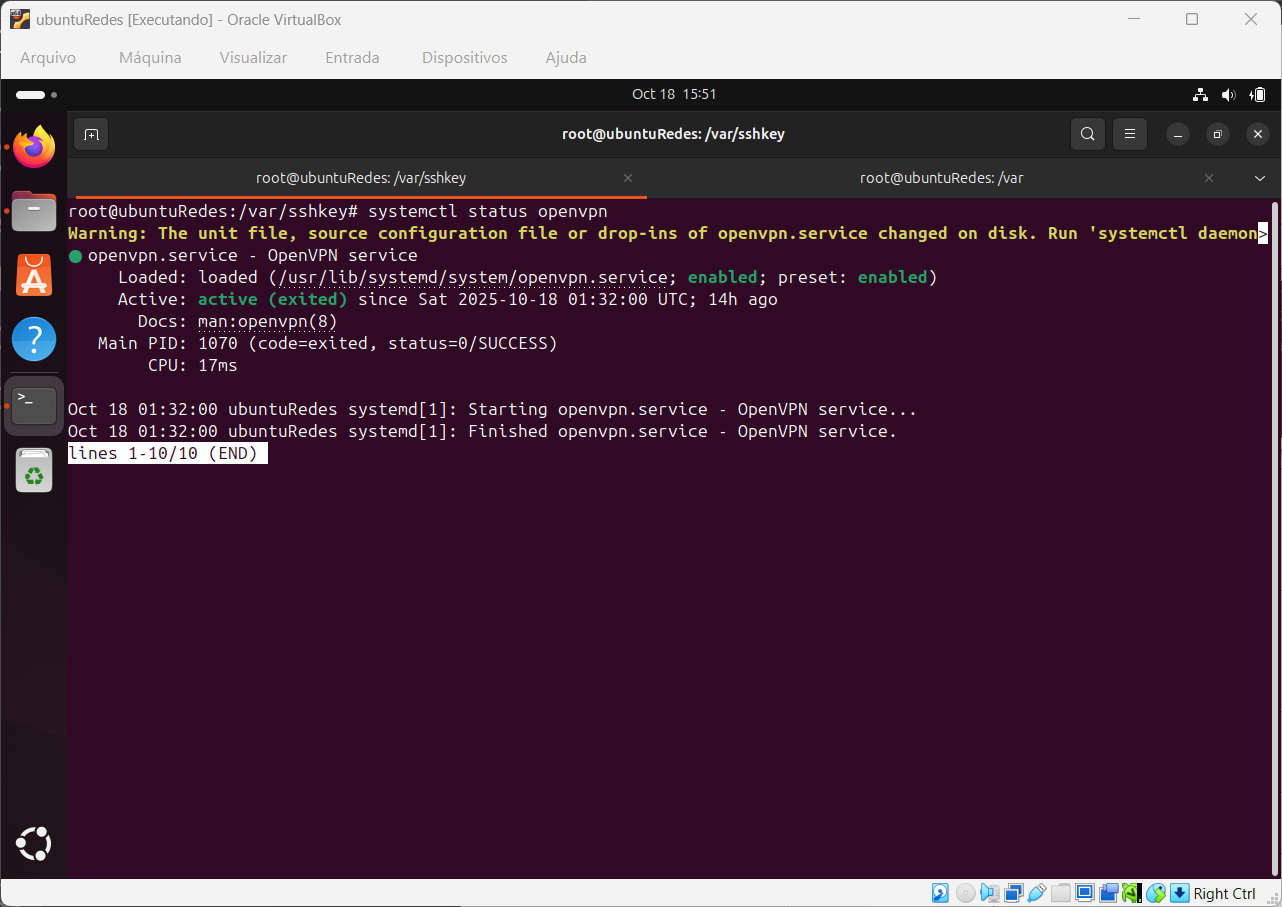 ubuntuRedes [Executando] - Oracle VirtualBox
Arquivo Máquina Visualizar Entrada Dispositivos Ajuda
Oct 18 15:51
root@ubuntuRedes: /var/sshkey
root@ubuntuRedes: /var/sshkey root@ubuntuRedes: /var
root@ubuntuRedes:/var/sshkey# systemctl status openvpn
Warning: The unit file, source configuration file or drop-ins of openvpn.service changed on disk. Run 'systemctl daemon>
● openvpn.service - OpenVPN service
Loaded: loaded (/usr/lib/systemd/system/openvpn.service; enabled; preset: enabled)
Active: active (exited) since Sat 2025-10-18 01:32:00 UTC; 14h ago
Docs: man:openvpn(8)
Main PID: 1070 (code=exited, status=0/SUCCESS)
CPU: 17ms
Oct 18 01:32:00 ubuntuRedes systemd[1]: Starting openvpn.service - OpenVPN service...
Oct 18 01:32:00 ubuntuRedes systemd[1]: Finished openvpn.service - OpenVPN service.
lines 1-10/10 (END)
Right Ctrl